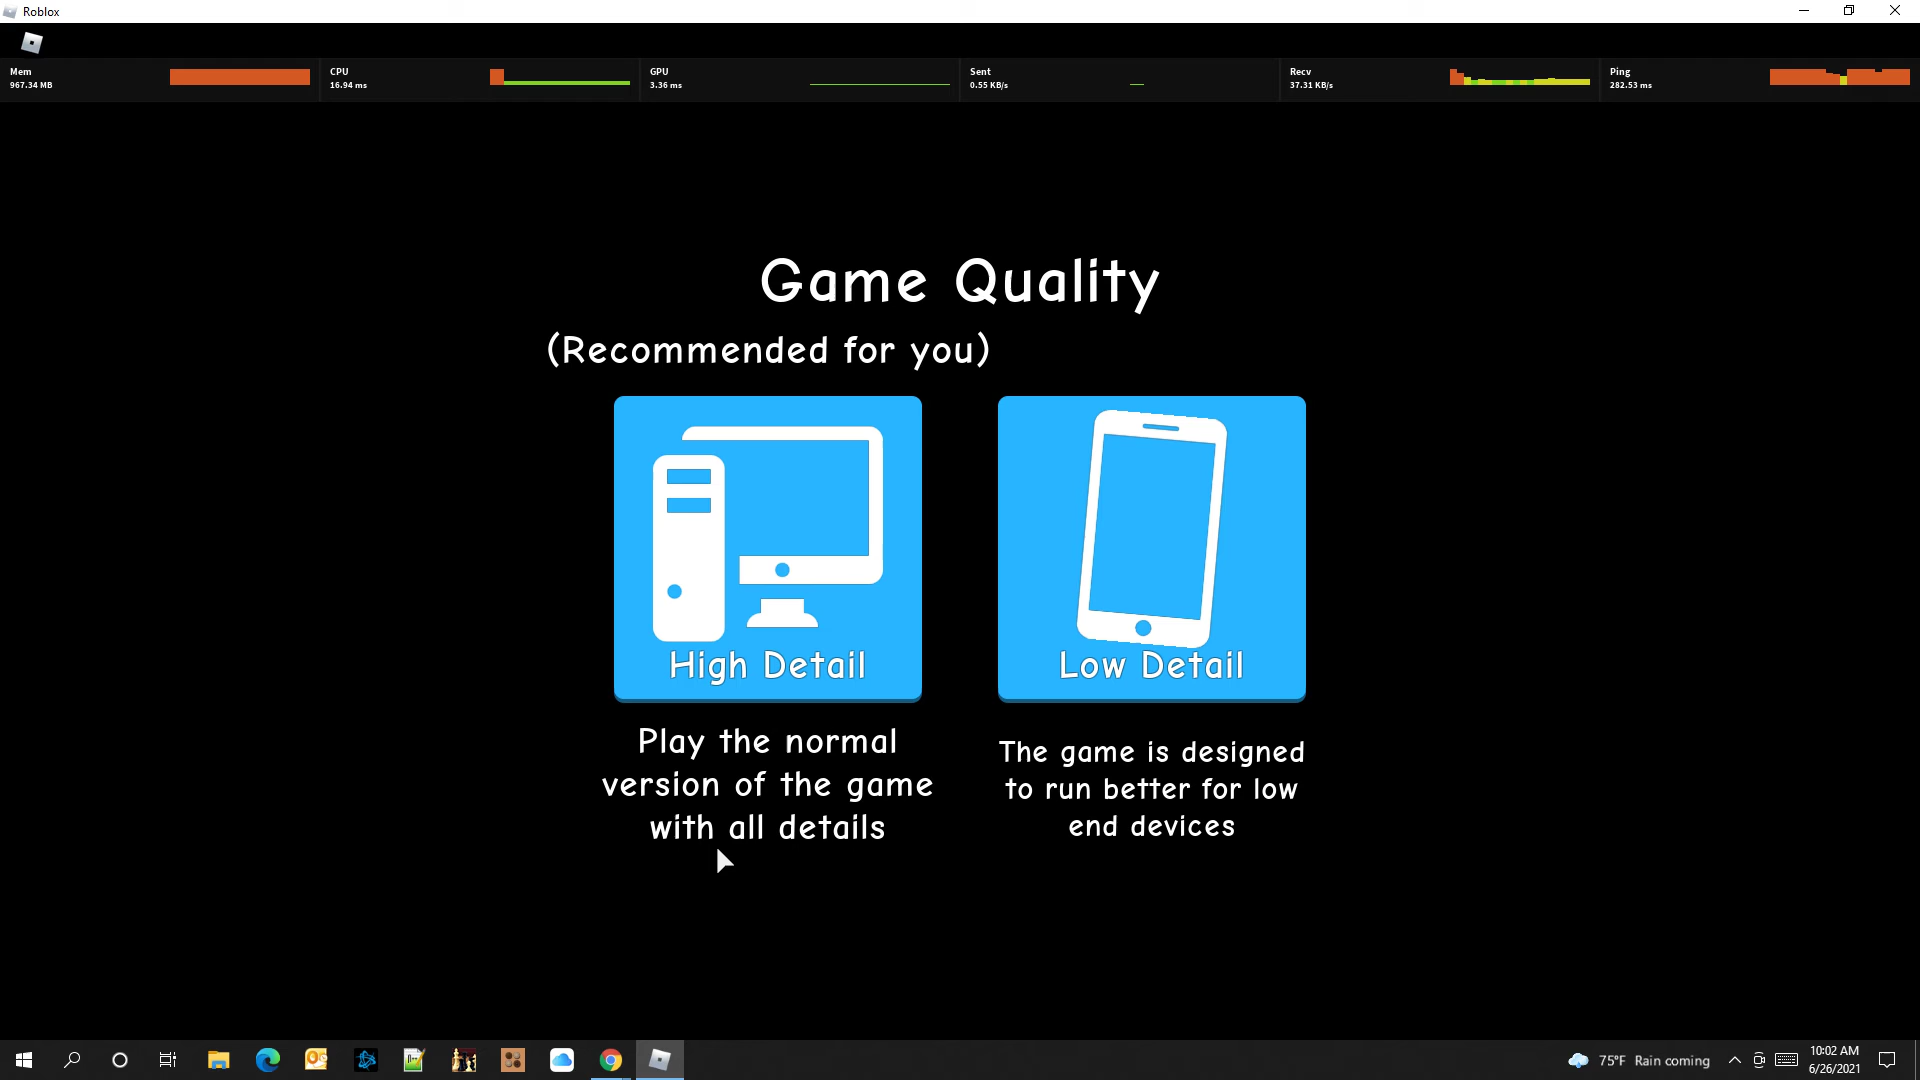 Roblox
Mem
967.34 MB
CPU
16.94 ms
GPU
3.36 ms
Sent
0.55 KB/s
Recv
37.31 KB/s
Ping
282.53 ms
Game Quality
(Recommended for you)
High Detail
Low Detail
Play the normal
version of the game
with all details
The game is designed
to run better for low
end devices
75°F Rain coming
10:02 AM
6/26/2021